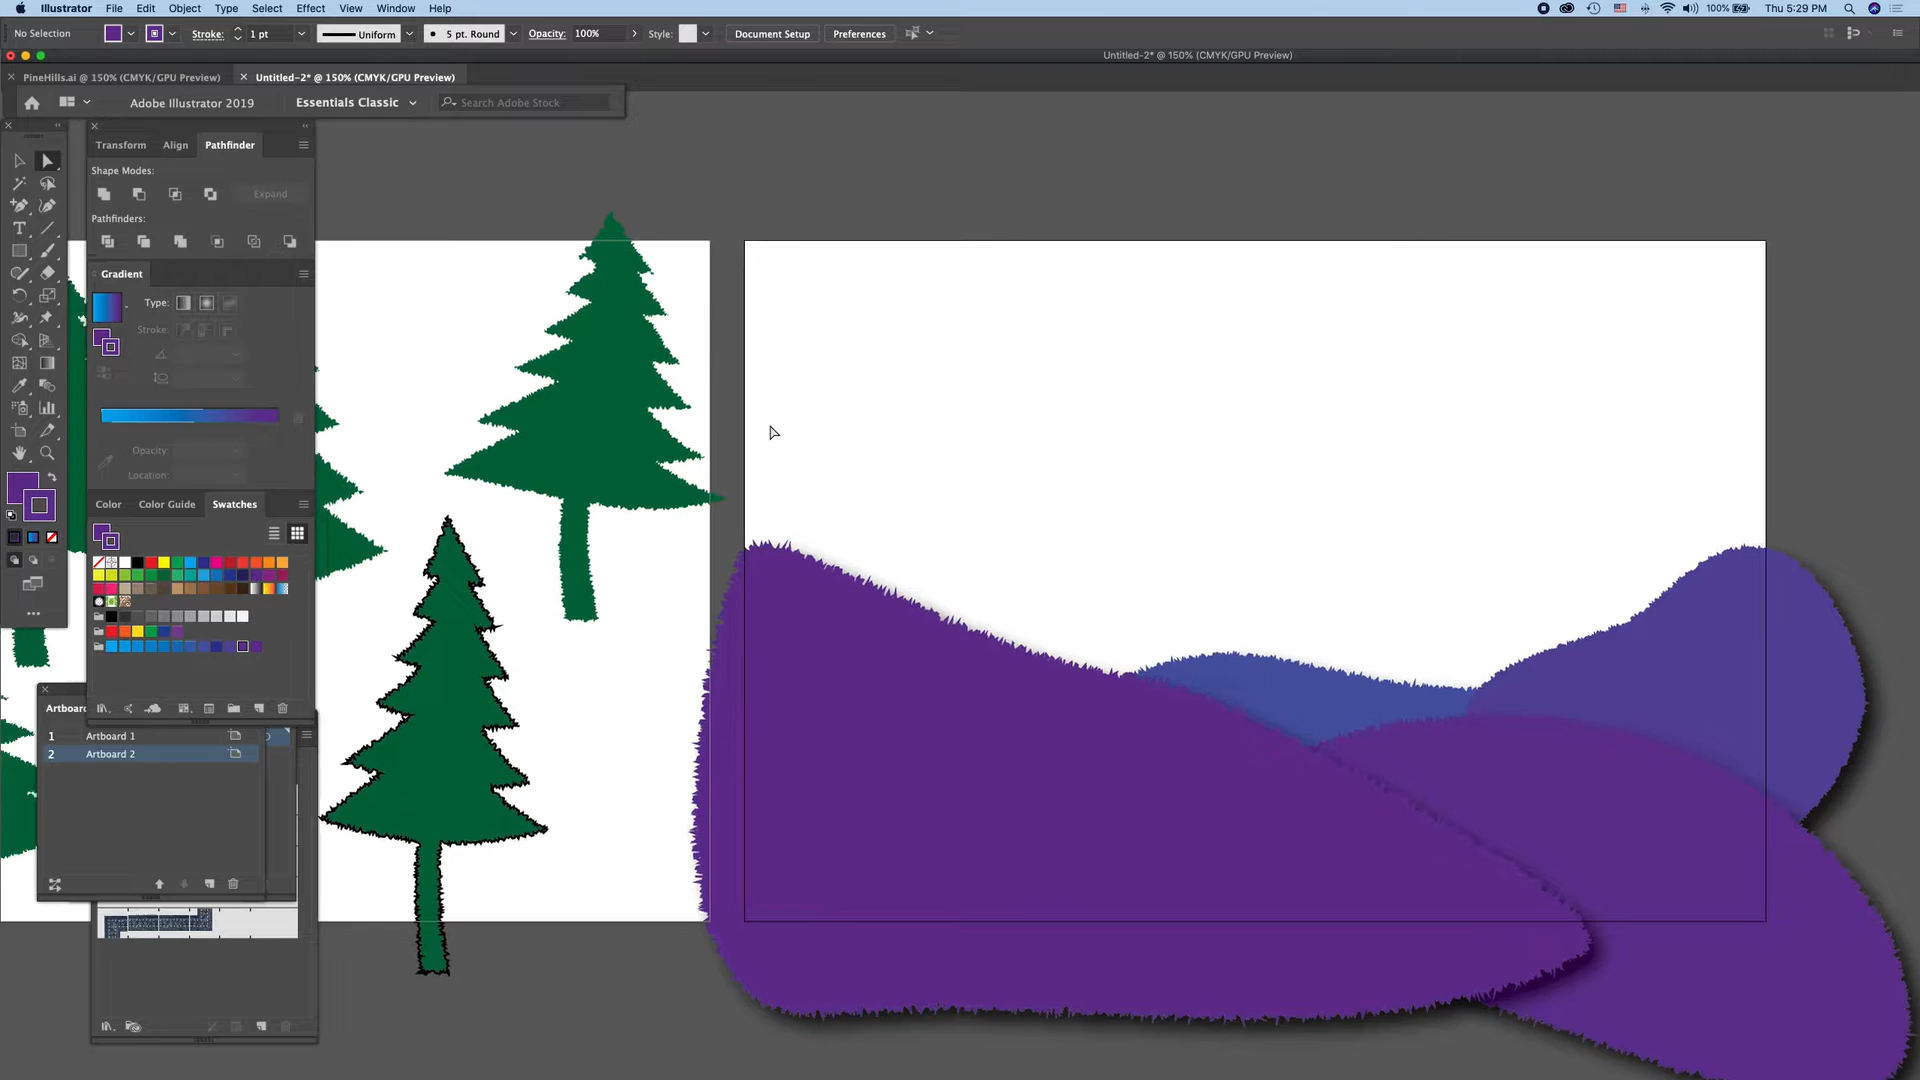 Illustrator File Edit Object Type Select Effect View Window Help 100% Thu 5:29 PM
No Selection Stroke: 1 pt Uniform 5 pt. Round Opacity: 100% Style: Document Setup Preferences
Untitled-2* @ 150% (CMYK/GPU Preview)
PineHills.ai @ 150% (CMYK/GPU Preview) Untitled-2* @ 150% (CMYK/GPU Preview)
Adobe Illustrator 2019 Essentials Classic Search Adobe Stock
Transform Align Pathfinder
Shape Modes:
Expand
Pathfinders:
Gradient
Type:
Stroke:
Opacity:
Location:
Color Color Guide Swatches
Artboar
1 Artboard 1
2 Artboard 2